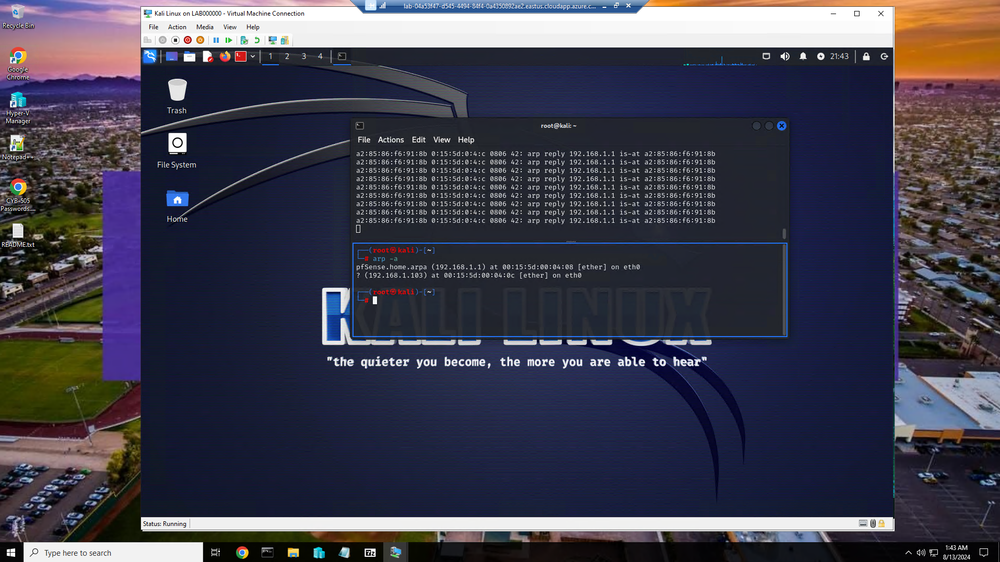 lab-04a53f47-d545-4494-84f4-0a4350892ae2.eastus.cloudapp.azure.c...
Recycle Bin
Google
Chrome
Hyper-V
Manager
Notepad++
CYB-505
Passwords....
README.txt
Kali Linux on LAB000000 - Virtual Machine Connection
File Action Media View Help
1 2 3 4
21:43
Trash
File System
Home
root@kali: ~
File Actions Edit View Help
a2:85:86:f6:91:8b 0:15:5d:0:4:c 0806 42: arp reply 192.168.1.1 is-at a2:85:86:f6:91:8b
a2:85:86:f6:91:8b 0:15:5d:0:4:c 0806 42: arp reply 192.168.1.1 is-at a2:85:86:f6:91:8b
a2:85:86:f6:91:8b 0:15:5d:0:4:c 0806 42: arp reply 192.168.1.1 is-at a2:85:86:f6:91:8b
a2:85:86:f6:91:8b 0:15:5d:0:4:c 0806 42: arp reply 192.168.1.1 is-at a2:85:86:f6:91:8b
a2:85:86:f6:91:8b 0:15:5d:0:4:c 0806 42: arp reply 192.168.1.1 is-at a2:85:86:f6:91:8b
a2:85:86:f6:91:8b 0:15:5d:0:4:c 0806 42: arp reply 192.168.1.1 is-at a2:85:86:f6:91:8b
a2:85:86:f6:91:8b 0:15:5d:0:4:c 0806 42: arp reply 192.168.1.1 is-at a2:85:86:f6:91:8b
a2:85:86:f6:91:8b 0:15:5d:0:4:c 0806 42: arp reply 192.168.1.1 is-at a2:85:86:f6:91:8b
a2:85:86:f6:91:8b 0:15:5d:0:4:c 0806 42: arp reply 192.168.1.1 is-at a2:85:86:f6:91:8b
┌──(root㉿kali)-[~]
└─# arp -a
pfSense.home.arpa (192.168.1.1) at 00:15:5d:00:04:08 [ether] on eth0
? (192.168.1.103) at 00:15:5d:00:04:0c [ether] on eth0
┌──(root㉿kali)-[~]
└─#
KALI LINUX
"the quieter you become, the more you are able to hear"
Status: Running
Type here to search
7z
1:43 AM
8/13/2024